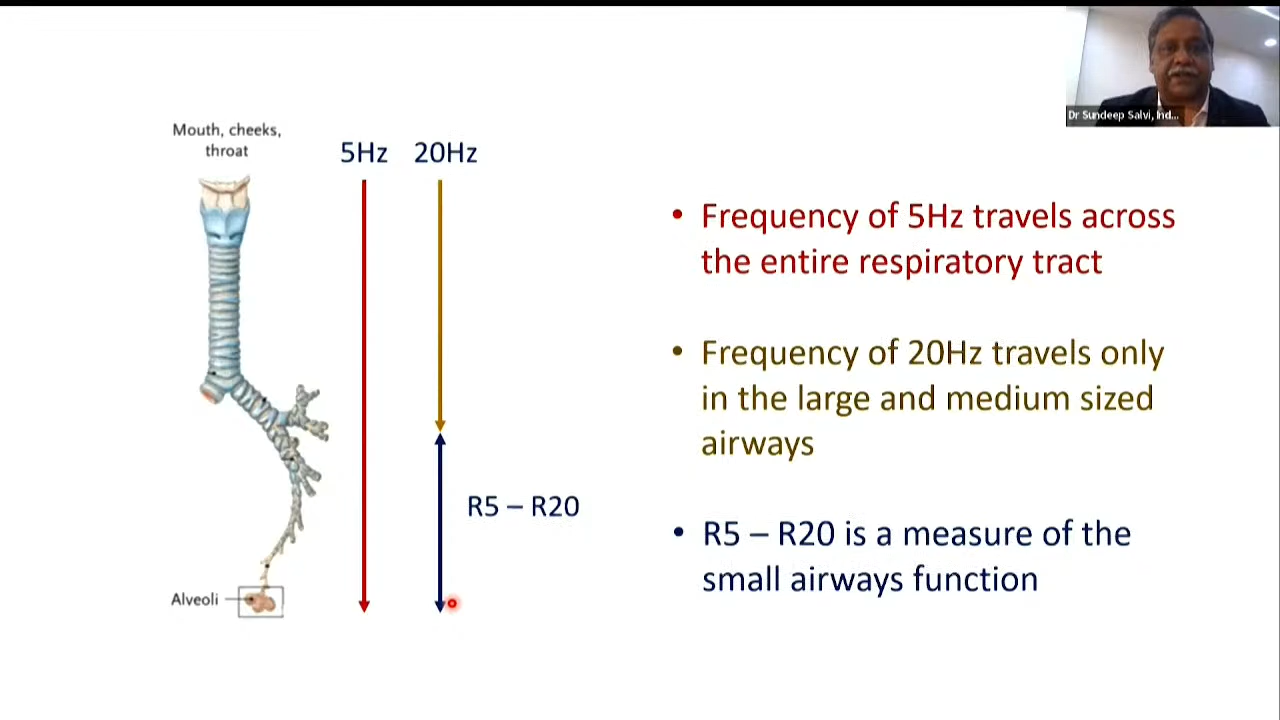 Dr Sundeep Salvi, Ind...
Mouth, cheeks,
throat
5Hz 20Hz
R5 – R20
Alveoli
• Frequency of 5Hz travels across
the entire respiratory tract
• Frequency of 20Hz travels only
in the large and medium sized
airways
• R5 – R20 is a measure of the
small airways function